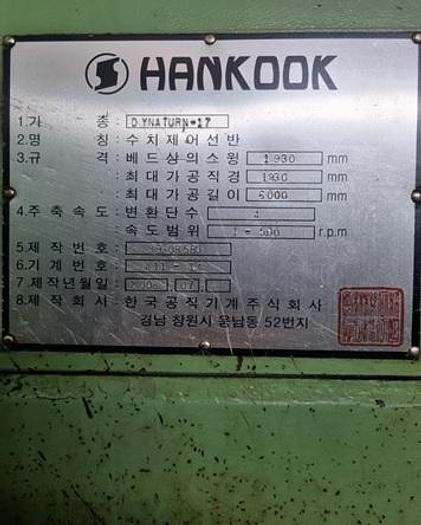 HANKOOK
1.기 종: DYNATURN-17
2.명 칭: 수치제어선반
3.규 격: 베드상의스윙 1930 mm
최대가공직경 1930 mm
최대가공길이 6000 mm
4.주축속도: 변환단수 4
속도범위 r.p.m
5.제작번호:
6.기계번호:
7.제작년월일: 07
8.제작회사: 한국공작기계주식회사
경남 창원시 웅남동 52번지